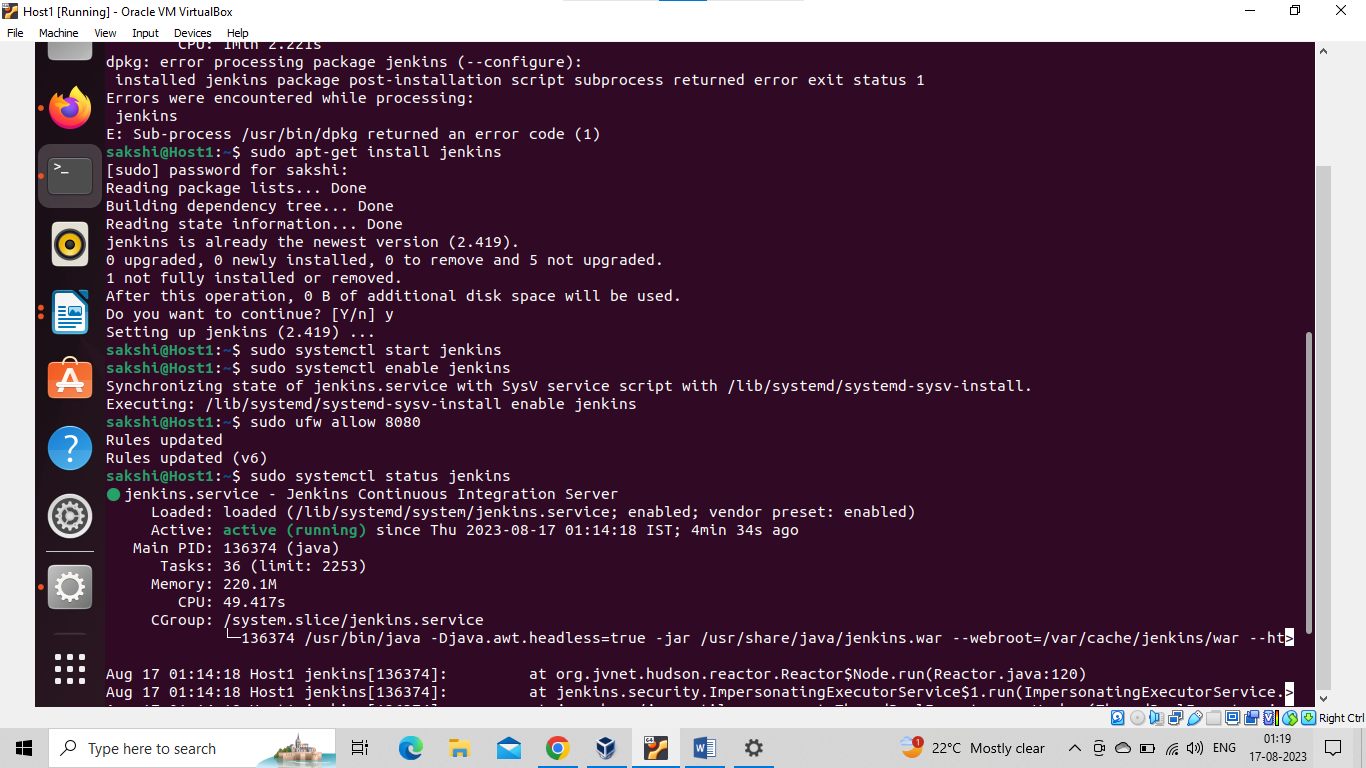 Host1 [Running] - Oracle VM VirtualBox
File Machine View Input Devices Help
CPU: 1min 2.221s
dpkg: error processing package jenkins (--configure):
 installed jenkins package post-installation script subprocess returned error exit status 1
Errors were encountered while processing:
 jenkins
E: Sub-process /usr/bin/dpkg returned an error code (1)
sakshi@Host1:~$ sudo apt-get install jenkins
[sudo] password for sakshi:
Reading package lists... Done
Building dependency tree... Done
Reading state information... Done
jenkins is already the newest version (2.419).
0 upgraded, 0 newly installed, 0 to remove and 5 not upgraded.
1 not fully installed or removed.
After this operation, 0 B of additional disk space will be used.
Do you want to continue? [Y/n] y
Setting up jenkins (2.419) ...
sakshi@Host1:~$ sudo systemctl start jenkins
sakshi@Host1:~$ sudo systemctl enable jenkins
Synchronizing state of jenkins.service with SysV service script with /lib/systemd/systemd-sysv-install.
Executing: /lib/systemd/systemd-sysv-install enable jenkins
sakshi@Host1:~$ sudo ufw allow 8080
Rules updated
Rules updated (v6)
sakshi@Host1:~$ sudo systemctl status jenkins
● jenkins.service - Jenkins Continuous Integration Server
Loaded: loaded (/lib/systemd/system/jenkins.service; enabled; vendor preset: enabled)
Active: active (running) since Thu 2023-08-17 01:14:18 IST; 4min 34s ago
Main PID: 136374 (java)
Tasks: 36 (limit: 2253)
Memory: 220.1M
CPU: 49.417s
CGroup: /system.slice/jenkins.service
└─136374 /usr/bin/java -Djava.awt.headless=true -jar /usr/share/java/jenkins.war --webroot=/var/cache/jenkins/war --ht>
Aug 17 01:14:18 Host1 jenkins[136374]: at org.jvnet.hudson.reactor.Reactor$Node.run(Reactor.java:120)
Aug 17 01:14:18 Host1 jenkins[136374]: at jenkins.security.ImpersonatingExecutorService$1.run(ImpersonatingExecutorService.>
Right Ctrl
Type here to search
1
22°C Mostly clear
ENG
01:19
17-08-2023